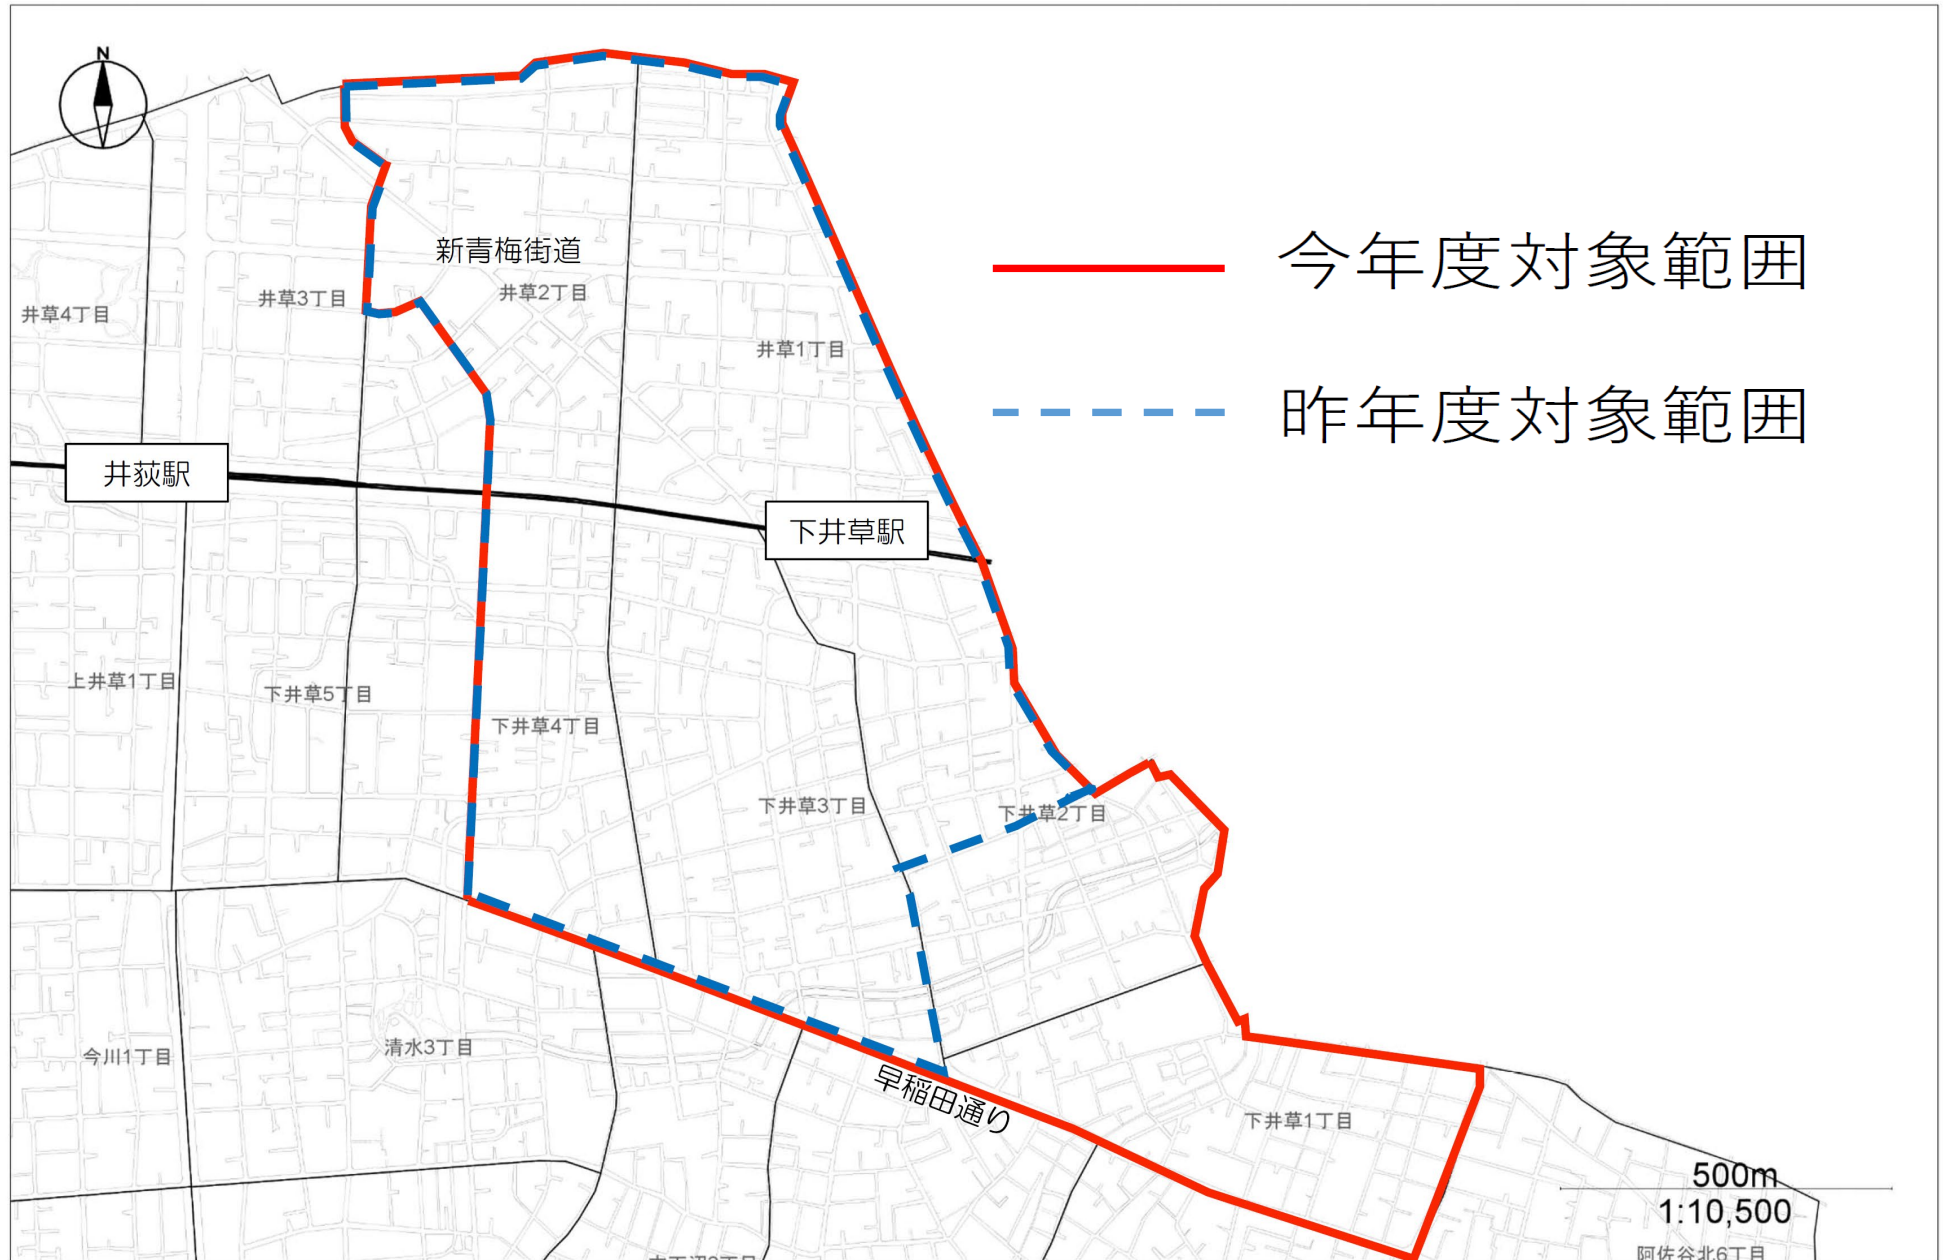 N
新青梅街道
井草2丁目
井草3丁目
井草4丁目
井草1丁目
今年度対象範囲
昨年度対象範囲
井荻駅
下井草駅
上井草1丁目
下井草5丁目
下井草4丁目
下井草3丁目
下井草2丁目
今川1丁目
清水3丁目
早稲田通り
下井草1丁目
500m
1:10,500
阿佐谷北6丁目